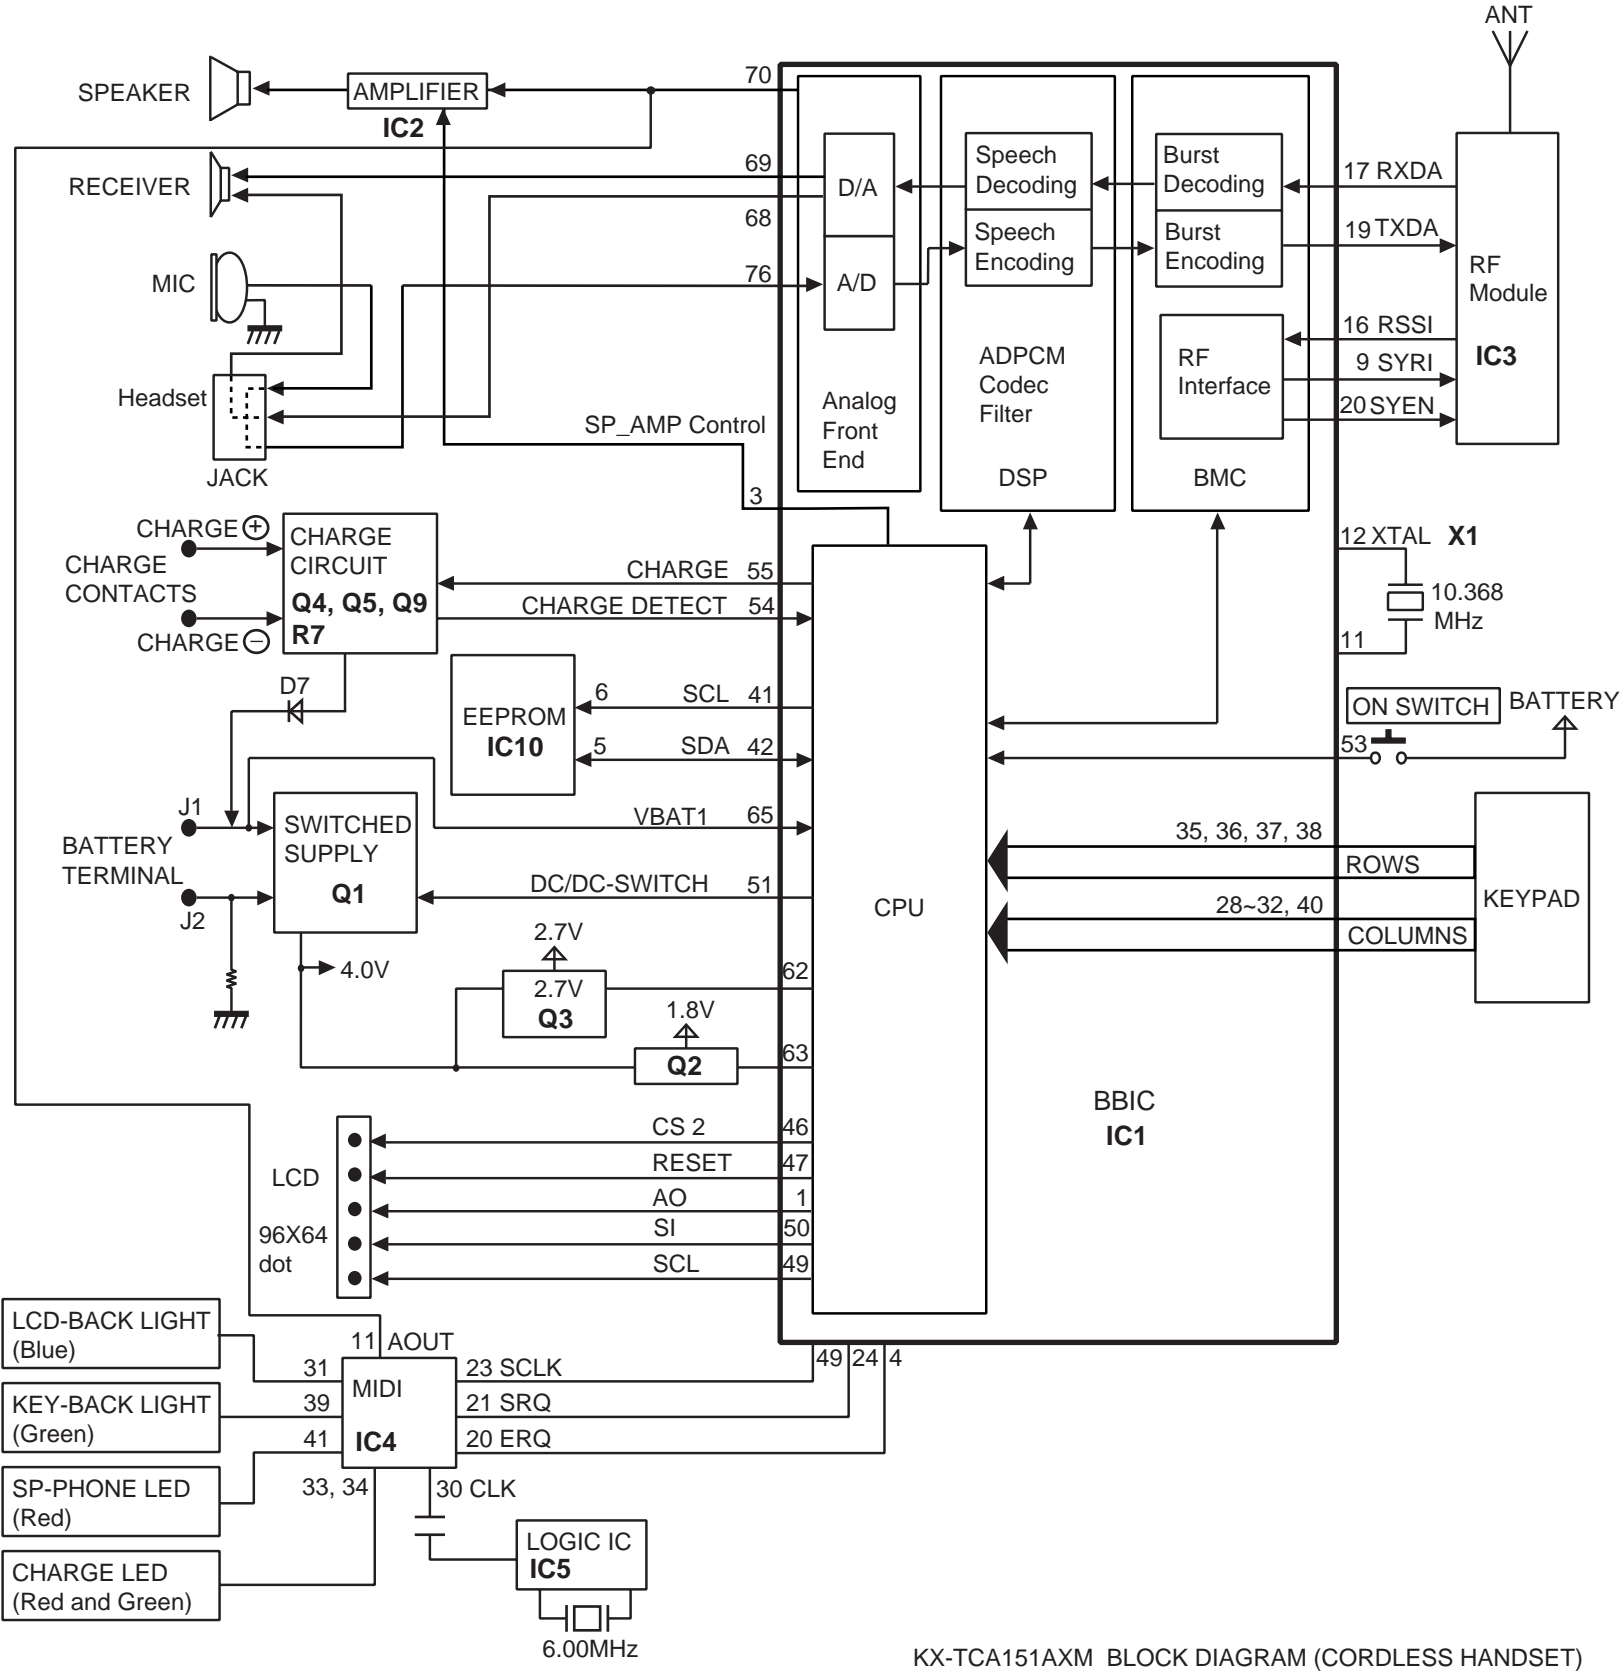 ANT
SPEAKER
AMPLIFIER
IC2
70
RECEIVER
69
68
MIC
76
Headset
JACK
SP_AMP Control
3
D/A
A/D
Analog
Front
End
Speech
Decoding
Speech
Encoding
ADPCM
Codec
Filter
DSP
Burst
Decoding
Burst
Encoding
RF
Interface
BMC
17 RXDA
19 TXDA
16 RSSI
9 SYRI
20 SYEN
RF
Module
IC3
CHARGE +
CHARGE
CONTACTS
CHARGE −
CHARGE
CIRCUIT
Q4, Q5, Q9
R7
CHARGE 55
CHARGE DETECT 54
12 XTAL X1
10.368
MHz
11
D7
EEPROM
IC10
6 SCL 41
5 SDA 42
ON SWITCH
BATTERY
53
J1
BATTERY
TERMINAL
J2
SWITCHED
SUPPLY
Q1
VBAT1 65
DC/DC-SWITCH 51
4.0V
2.7V
2.7V
Q3
62
1.8V
Q2
63
CPU
35, 36, 37, 38
ROWS
28~32, 40
COLUMNS
KEYPAD
BBIC
IC1
LCD
96X64
dot
CS 2 46
RESET 47
AO 1
SI 50
SCL 49
LCD-BACK LIGHT
(Blue)
KEY-BACK LIGHT
(Green)
SP-PHONE LED
(Red)
CHARGE LED
(Red and Green)
11 AOUT
31
39
41
33, 34
MIDI
IC4
23 SCLK
21 SRQ
20 ERQ
49 24 4
30 CLK
LOGIC IC
IC5
6.00MHz
KX-TCA151AXM BLOCK DIAGRAM (CORDLESS HANDSET)